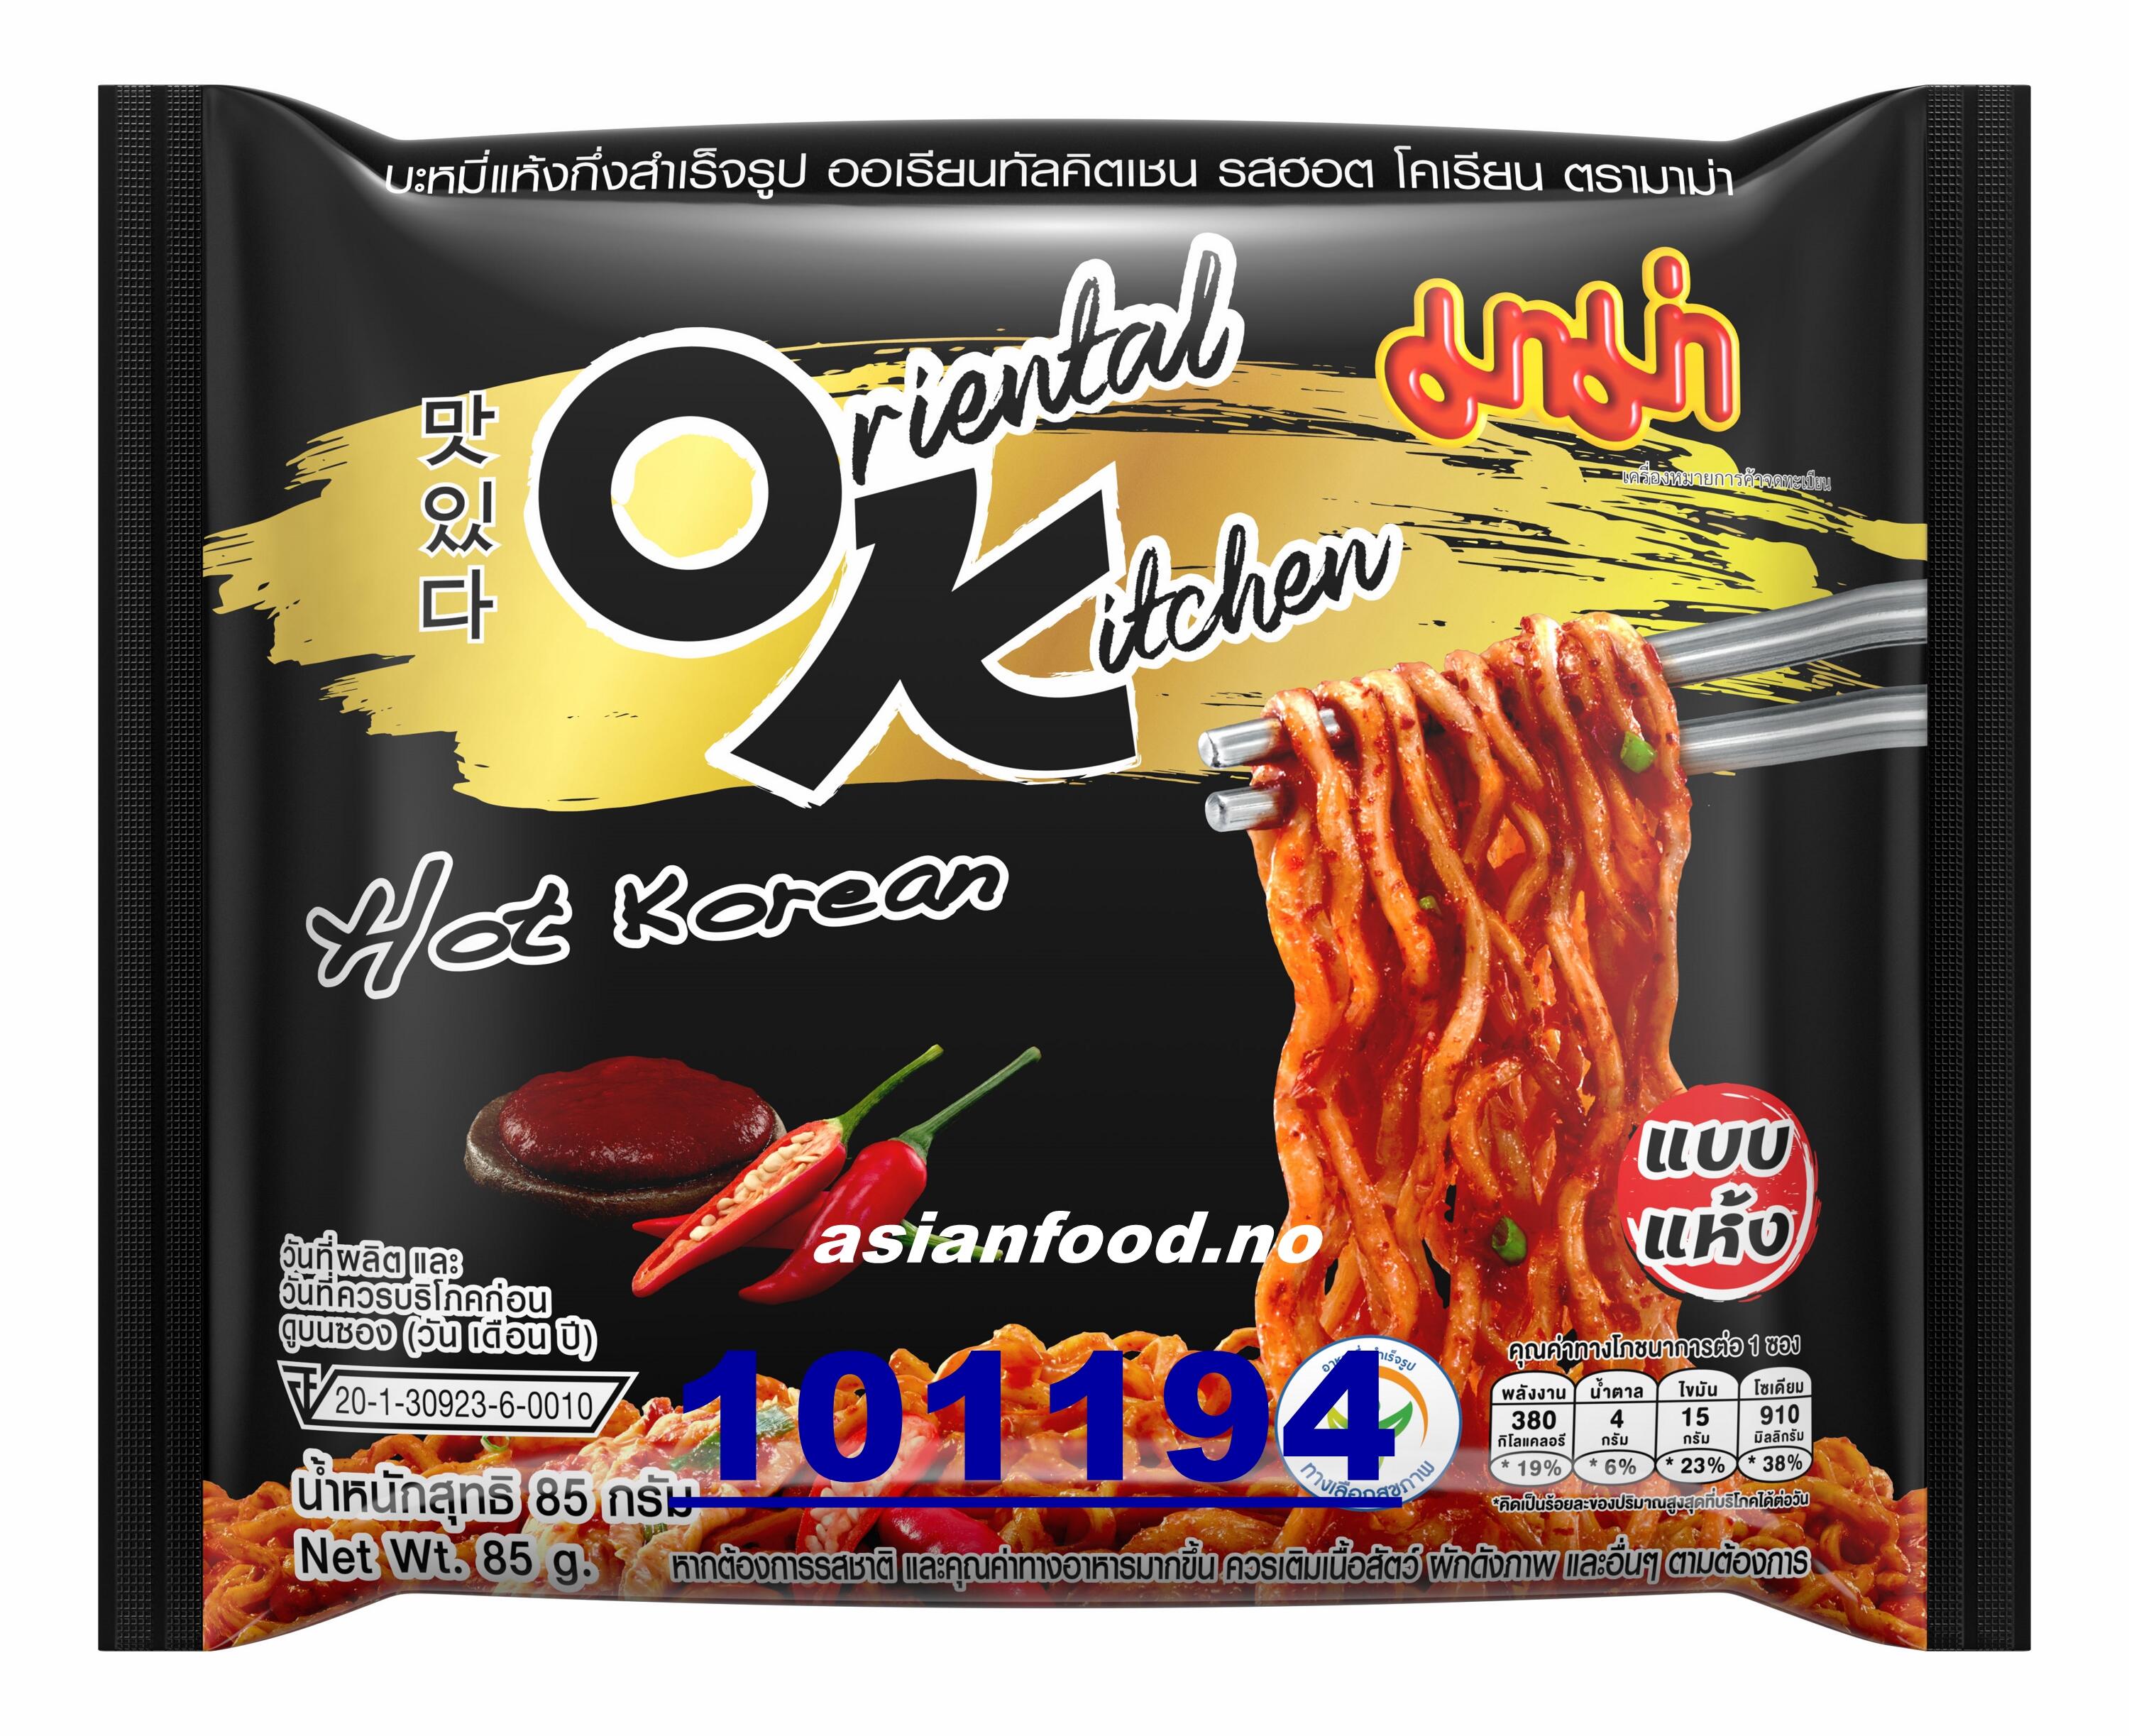 บะหมี่แห้งกึ่งสำเร็จรูป ออเรียนทัลคิตเชน รสฮอต โคเรียน ตรามาม่า
Oriental
Kitchen
맛있다
มาม่า
เครื่องหมายการค้าจดทะเบียน
Hot Korean
แบบ
แห้ง
asianfood.no
วันที่ผลิต และ
วันที่ควรบริโภคก่อน
ดูบนซอง (วัน เดือน ปี)
20-1-30923-6-0010
101194
ทางเลือกสุขภาพ
คุณค่าทางโภชนาการต่อ 1 ซอง
พลังงาน น้ำตาล ไขมัน โซเดียม
380 4 15 910
กิโลแคลอรี กรัม กรัม มิลลิกรัม
* 19% * 6% * 23% * 38%
*คิดเป็นร้อยละของปริมาณสูงสุดที่บริโภคได้ต่อวัน
น้ำหนักสุทธิ 85 กรัม
Net Wt. 85 g.
หากต้องการรสชาติ และคุณค่าทางอาหารมากขึ้น ควรเติมเนื้อสัตว์ ผักดังภาพ และอื่นๆ ตามต้องการ